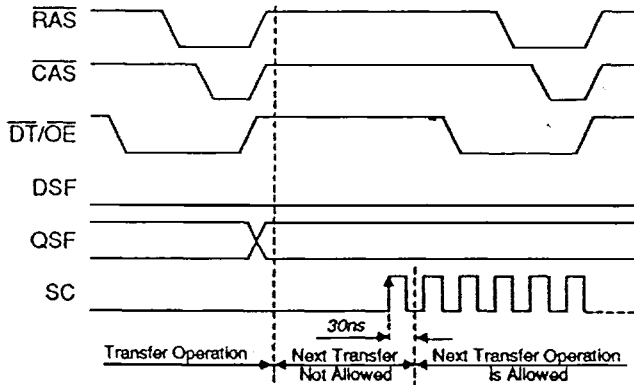 RAS
CAS
DT/OE
DSF
QSF
SC
30ns
Transfer Operation
Next Transfer
Not Allowed
Next Transfer Operation
Is Allowed